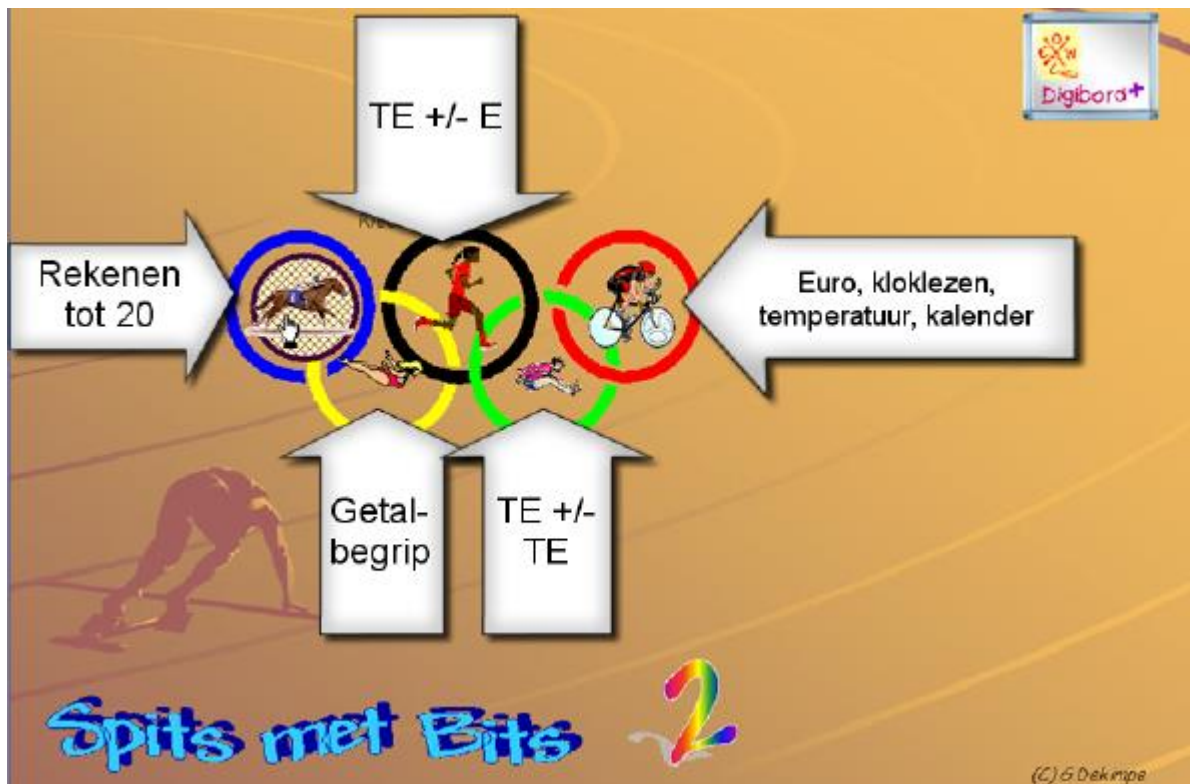 TE +/- E
Digibord+
Rekenen
tot 20
Euro, kloklezen,
temperatuur, kalender
Getal-
begrip
TE +/-
TE
Spits met Bits 2
(C) G Dekimpe